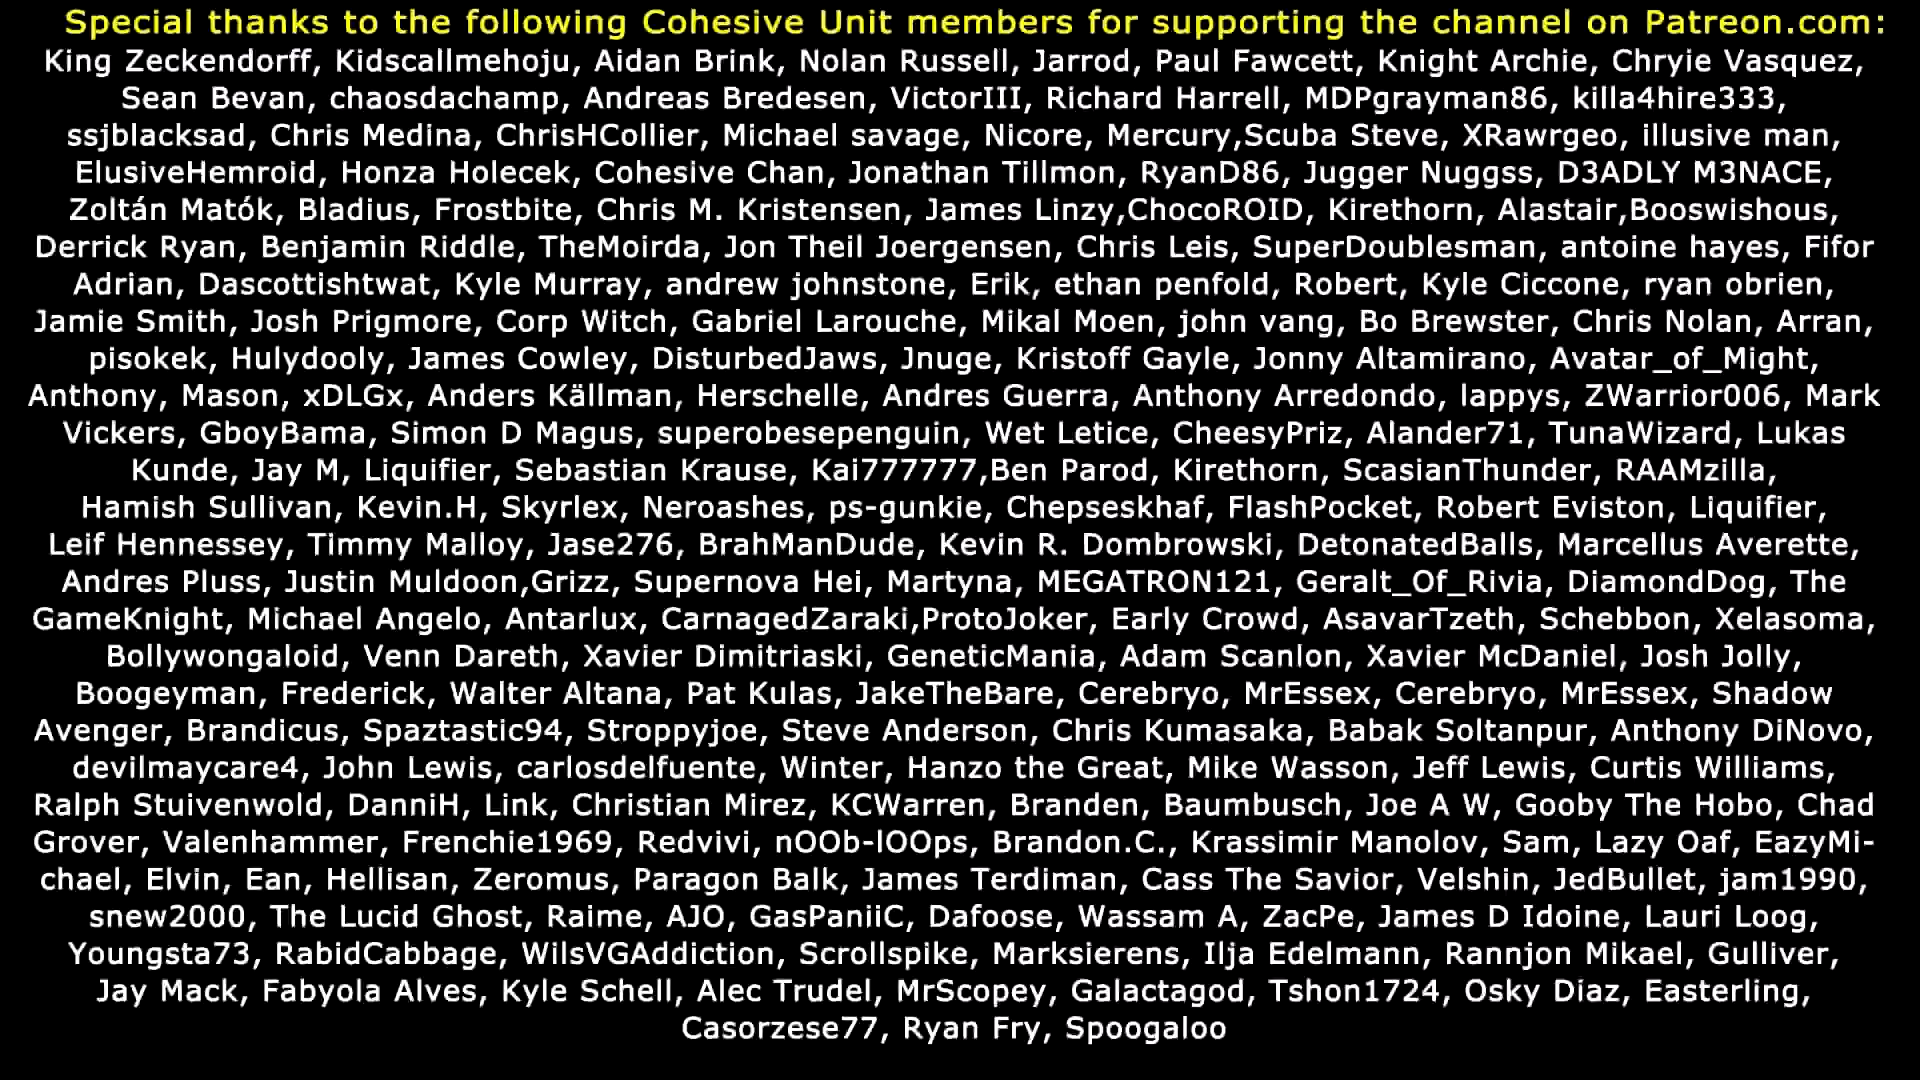 Special thanks to the following Cohesive Unit members for supporting the channel on Patreon.com:
King Zeckendorff, Kidscallmehoju, Aidan Brink, Nolan Russell, Jarrod, Paul Fawcett, Knight Archie, Chryie Vasquez,
Sean Bevan, chaosdachamp, Andreas Bredesen, VictorIII, Richard Harrell, MDPgrayman86, killa4hire333,
ssjblacksad, Chris Medina, ChrisHCollier, Michael savage, Nicore, Mercury,Scuba Steve, XRawrgeo, illusive man,
ElusiveHemroid, Honza Holecek, Cohesive Chan, Jonathan Tillmon, RyanD86, Jugger Nuggss, D3ADLY M3NACE,
Zoltán Matók, Bladius, Frostbite, Chris M. Kristensen, James Linzy,ChocoROID, Kirethorn, Alastair,Booswishous,
Derrick Ryan, Benjamin Riddle, TheMoirda, Jon Theil Joergensen, Chris Leis, SuperDoublesman, antoine hayes, Fifor
Adrian, Dascottishtwat, Kyle Murray, andrew johnstone, Erik, ethan penfold, Robert, Kyle Ciccone, ryan obrien,
Jamie Smith, Josh Prigmore, Corp Witch, Gabriel Larouche, Mikal Moen, john vang, Bo Brewster, Chris Nolan, Arran,
pisokek, Hulydooly, James Cowley, DisturbedJaws, Jnuge, Kristoff Gayle, Jonny Altamirano, Avatar_of_Might,
Anthony, Mason, xDLGx, Anders Källman, Herschelle, Andres Guerra, Anthony Arredondo, lappys, ZWarrior006, Mark
Vickers, GboyBama, Simon D Magus, superobesepenguin, Wet Letice, CheesyPriz, Alander71, TunaWizard, Lukas
Kunde, Jay M, Liquifier, Sebastian Krause, Kai777777,Ben Parod, Kirethorn, ScasianThunder, RAAMzilla,
Hamish Sullivan, Kevin.H, Skyrlex, Neroashes, ps-gunkie, Chepseskhaf, FlashPocket, Robert Eviston, Liquifier,
Leif Hennessey, Timmy Malloy, Jase276, BrahManDude, Kevin R. Dombrowski, DetonatedBalls, Marcellus Averette,
Andres Pluss, Justin Muldoon,Grizz, Supernova Hei, Martyna, MEGATRON121, Geralt_Of_Rivia, DiamondDog, The
GameKnight, Michael Angelo, Antarlux, CarnagedZaraki,ProtoJoker, Early Crowd, AsavarTzeth, Schebbon, Xelasoma,
Bollywongaloid, Venn Dareth, Xavier Dimitriaski, GeneticMania, Adam Scanlon, Xavier McDaniel, Josh Jolly,
Boogeyman, Frederick, Walter Altana, Pat Kulas, JakeTheBare, Cerebryo, MrEssex, Cerebryo, MrEssex, Shadow
Avenger, Brandicus, Spaztastic94, Stroppyjoe, Steve Anderson, Chris Kumasaka, Babak Soltanpur, Anthony DiNovo,
devilmaycare4, John Lewis, carlosdelfuente, Winter, Hanzo the Great, Mike Wasson, Jeff Lewis, Curtis Williams,
Ralph Stuivenwold, DanniH, Link, Christian Mirez, KCWarren, Branden, Baumbusch, Joe A W, Gooby The Hobo, Chad
Grover, Valenhammer, Frenchie1969, Redvivi, nOOb-lOOps, Brandon.C., Krassimir Manolov, Sam, Lazy Oaf, EazyMi-
chael, Elvin, Ean, Hellisan, Zeromus, Paragon Balk, James Terdiman, Cass The Savior, Velshin, JedBullet, jam1990,
snew2000, The Lucid Ghost, Raime, AJO, GasPaniiC, Dafoose, Wassam A, ZacPe, James D Idoine, Lauri Loog,
Youngsta73, RabidCabbage, WilsVGAddiction, Scrollspike, Marksierens, Ilja Edelmann, Rannjon Mikael, Gulliver,
Jay Mack, Fabyola Alves, Kyle Schell, Alec Trudel, MrScopey, Galactagod, Tshon1724, Osky Diaz, Easterling,
Casorzese77, Ryan Fry, Spoogaloo